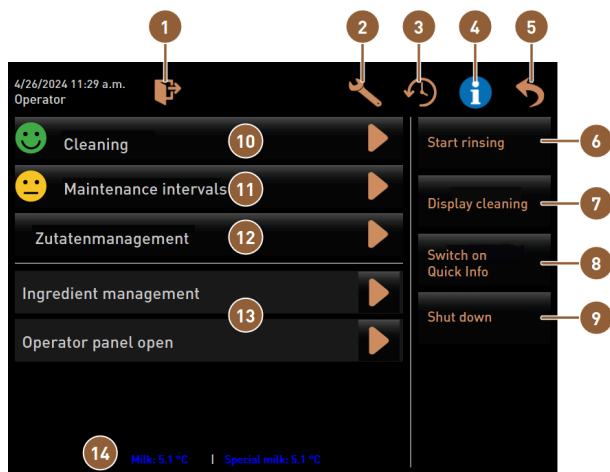 1
2
3
4
5
4/26/2024 11:29 a.m.
Operator
Cleaning
10
Start rinsing
6
Maintenance intervals
11
Display cleaning
7
Zutatenmanagement
12
Switch on
Quick Info
8
Ingredient management
13
Shut down
9
Operator panel open
14
Milk: 5.1 °C | Special milk: 5.1 °C